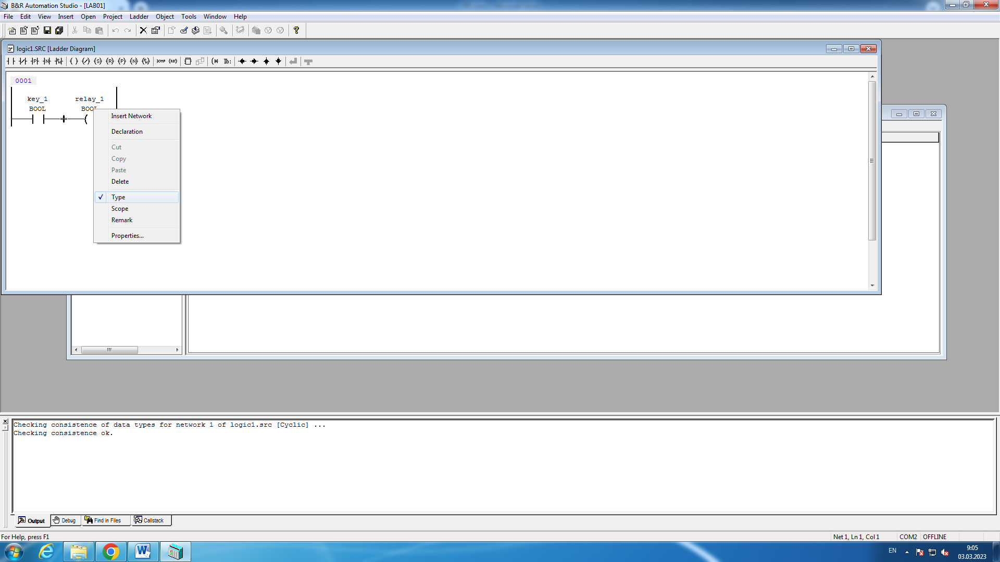 B&R Automation Studio - [LAB01]
File Edit View Insert Open Project Ladder Object Tools Window Help
logic1.SRC [Ladder Diagram]
0001
key_1 relay_1
BOOL BOOL
Insert Network
Declaration
Cut
Copy
Paste
Delete
Type
Scope
Remark
Properties...
Checking consistence of data types for network 1 of logic1.src [Cyclic] ...
Checking consistence ok.
Output Debug Find in Files Callstack
For Help, press F1
Net 1, Ln 1, Col 1 COM2 OFFLINE
EN
9:05
03.03.2023